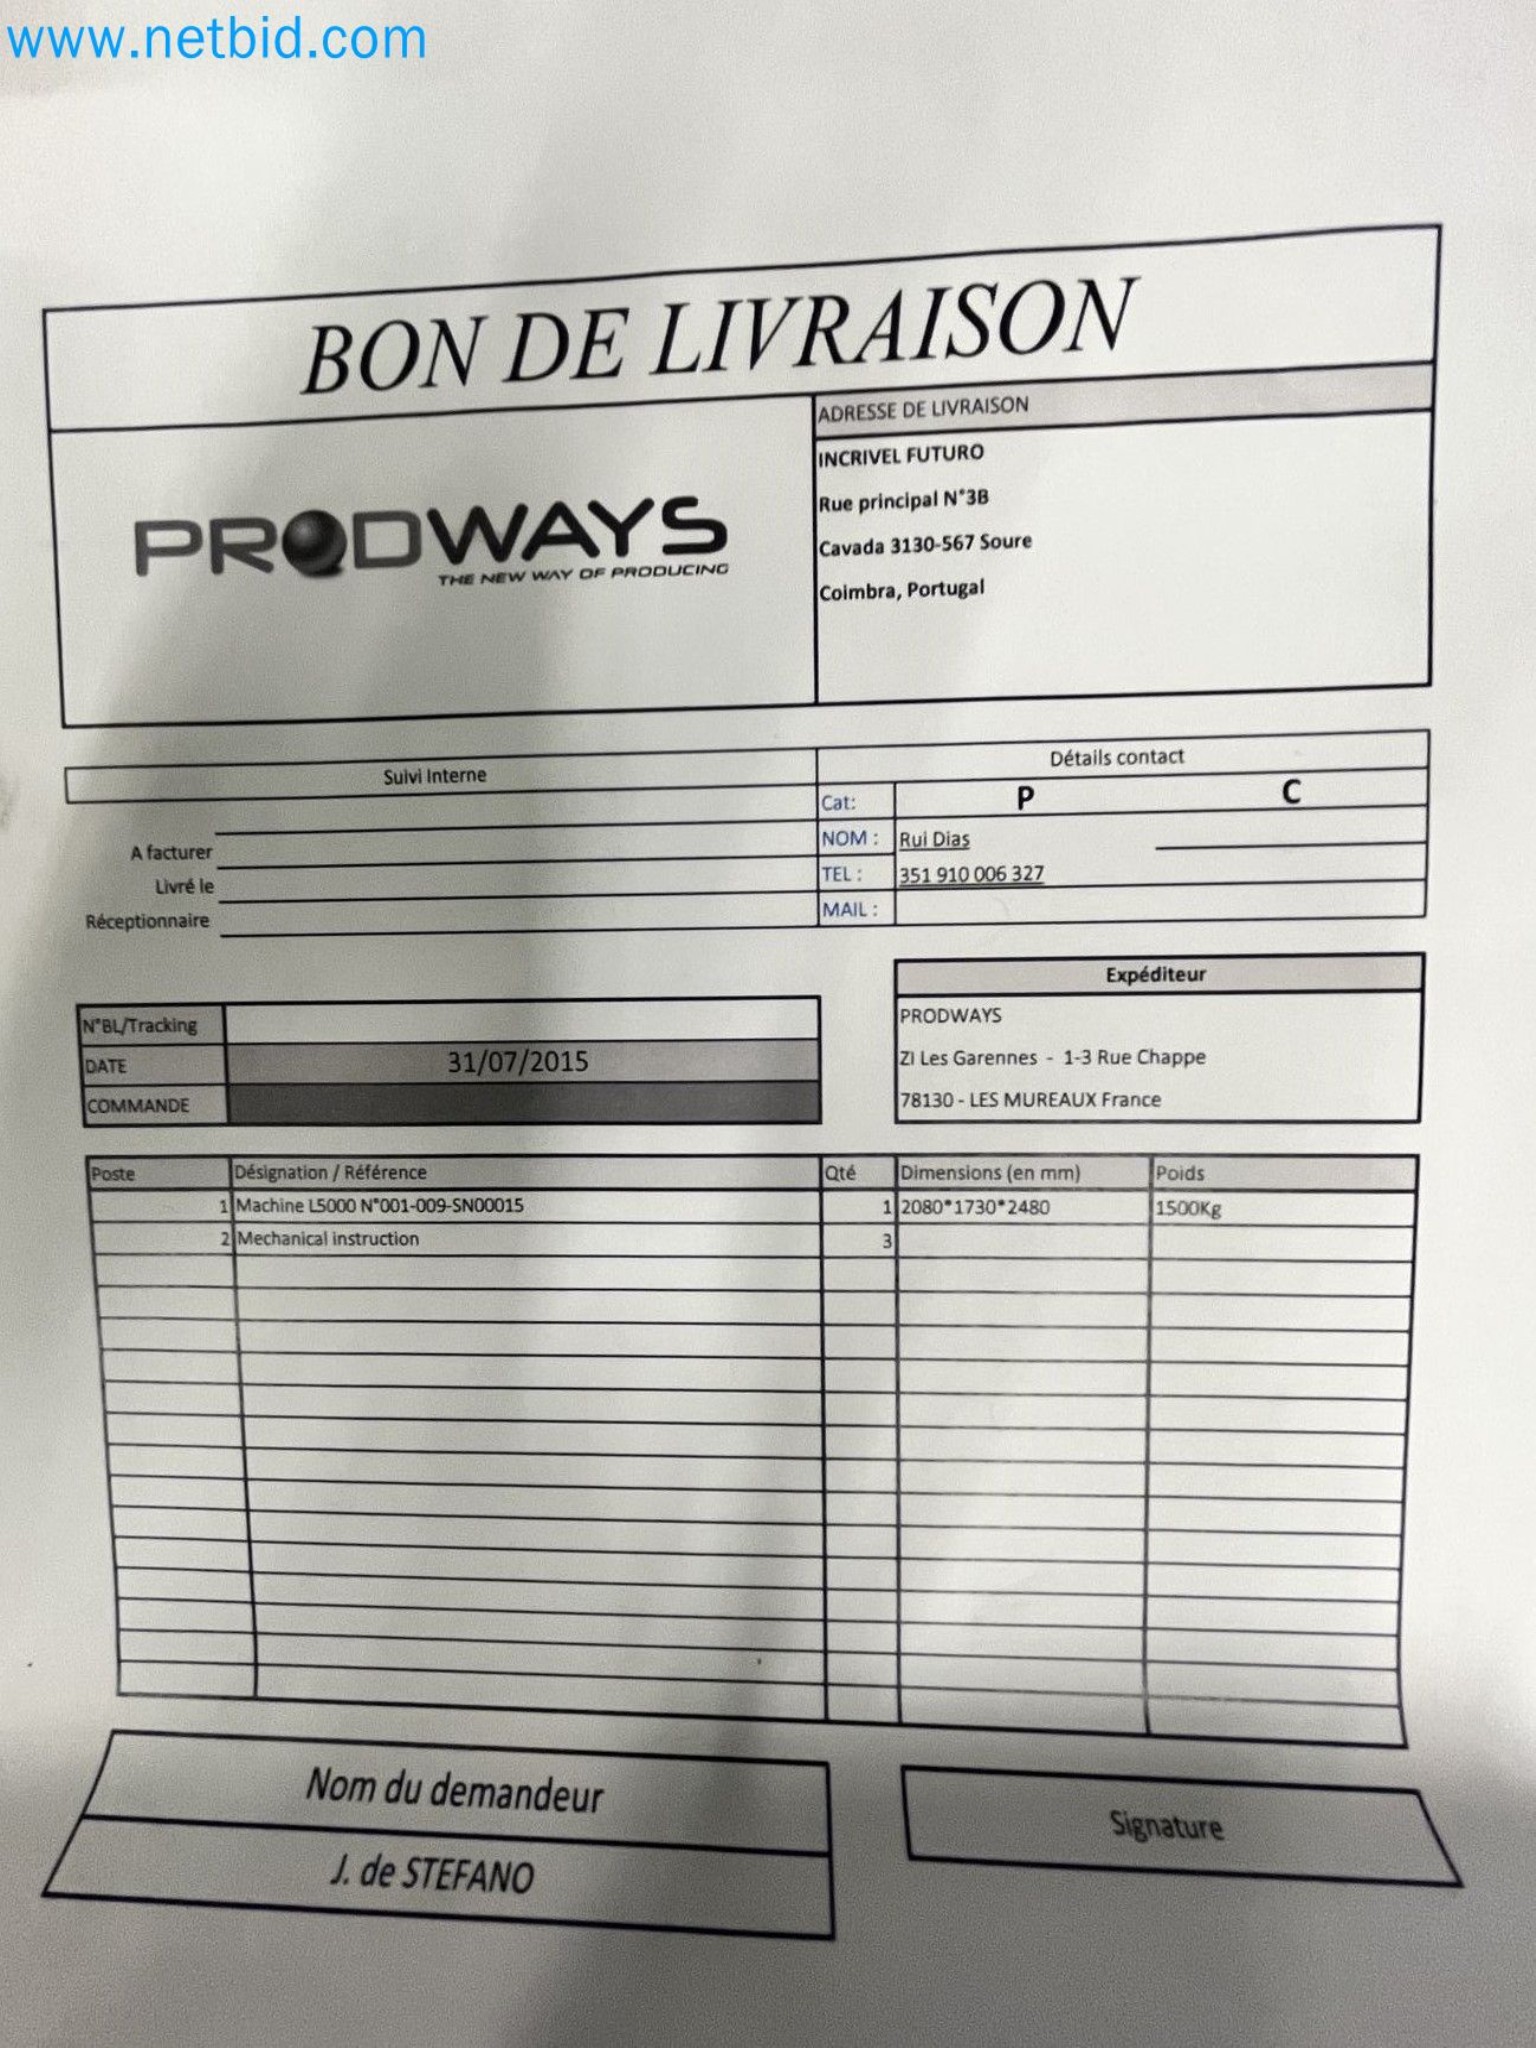 www.netbid.com
BON DE LIVRAISON
PRODWAYS
THE NEW WAY OF PRODUCING
ADRESSE DE LIVRAISON
INCRIVEL FUTURO
Rue principal N°3B
Cavada 3130-567 Soure
Coimbra, Portugal
Suivi Interne
A facturer
Livré le
Réceptionnaire
Détails contact
Cat: P C
NOM : Rui Dias
TEL : 351 910 006 327
MAIL :
N°BL/Tracking
DATE 31/07/2015
COMMANDE
Expéditeur
PRODWAYS
ZI Les Garennes - 1-3 Rue Chappe
78130 - LES MUREAUX France
Poste Désignation / Référence Qté Dimensions (en mm) Poids
1 Machine L5000 N°001-009-SN00015 1 2080*1730*2480 1500Kg
2 Mechanical instruction 3
Nom du demandeur
J. de STEFANO
Signature